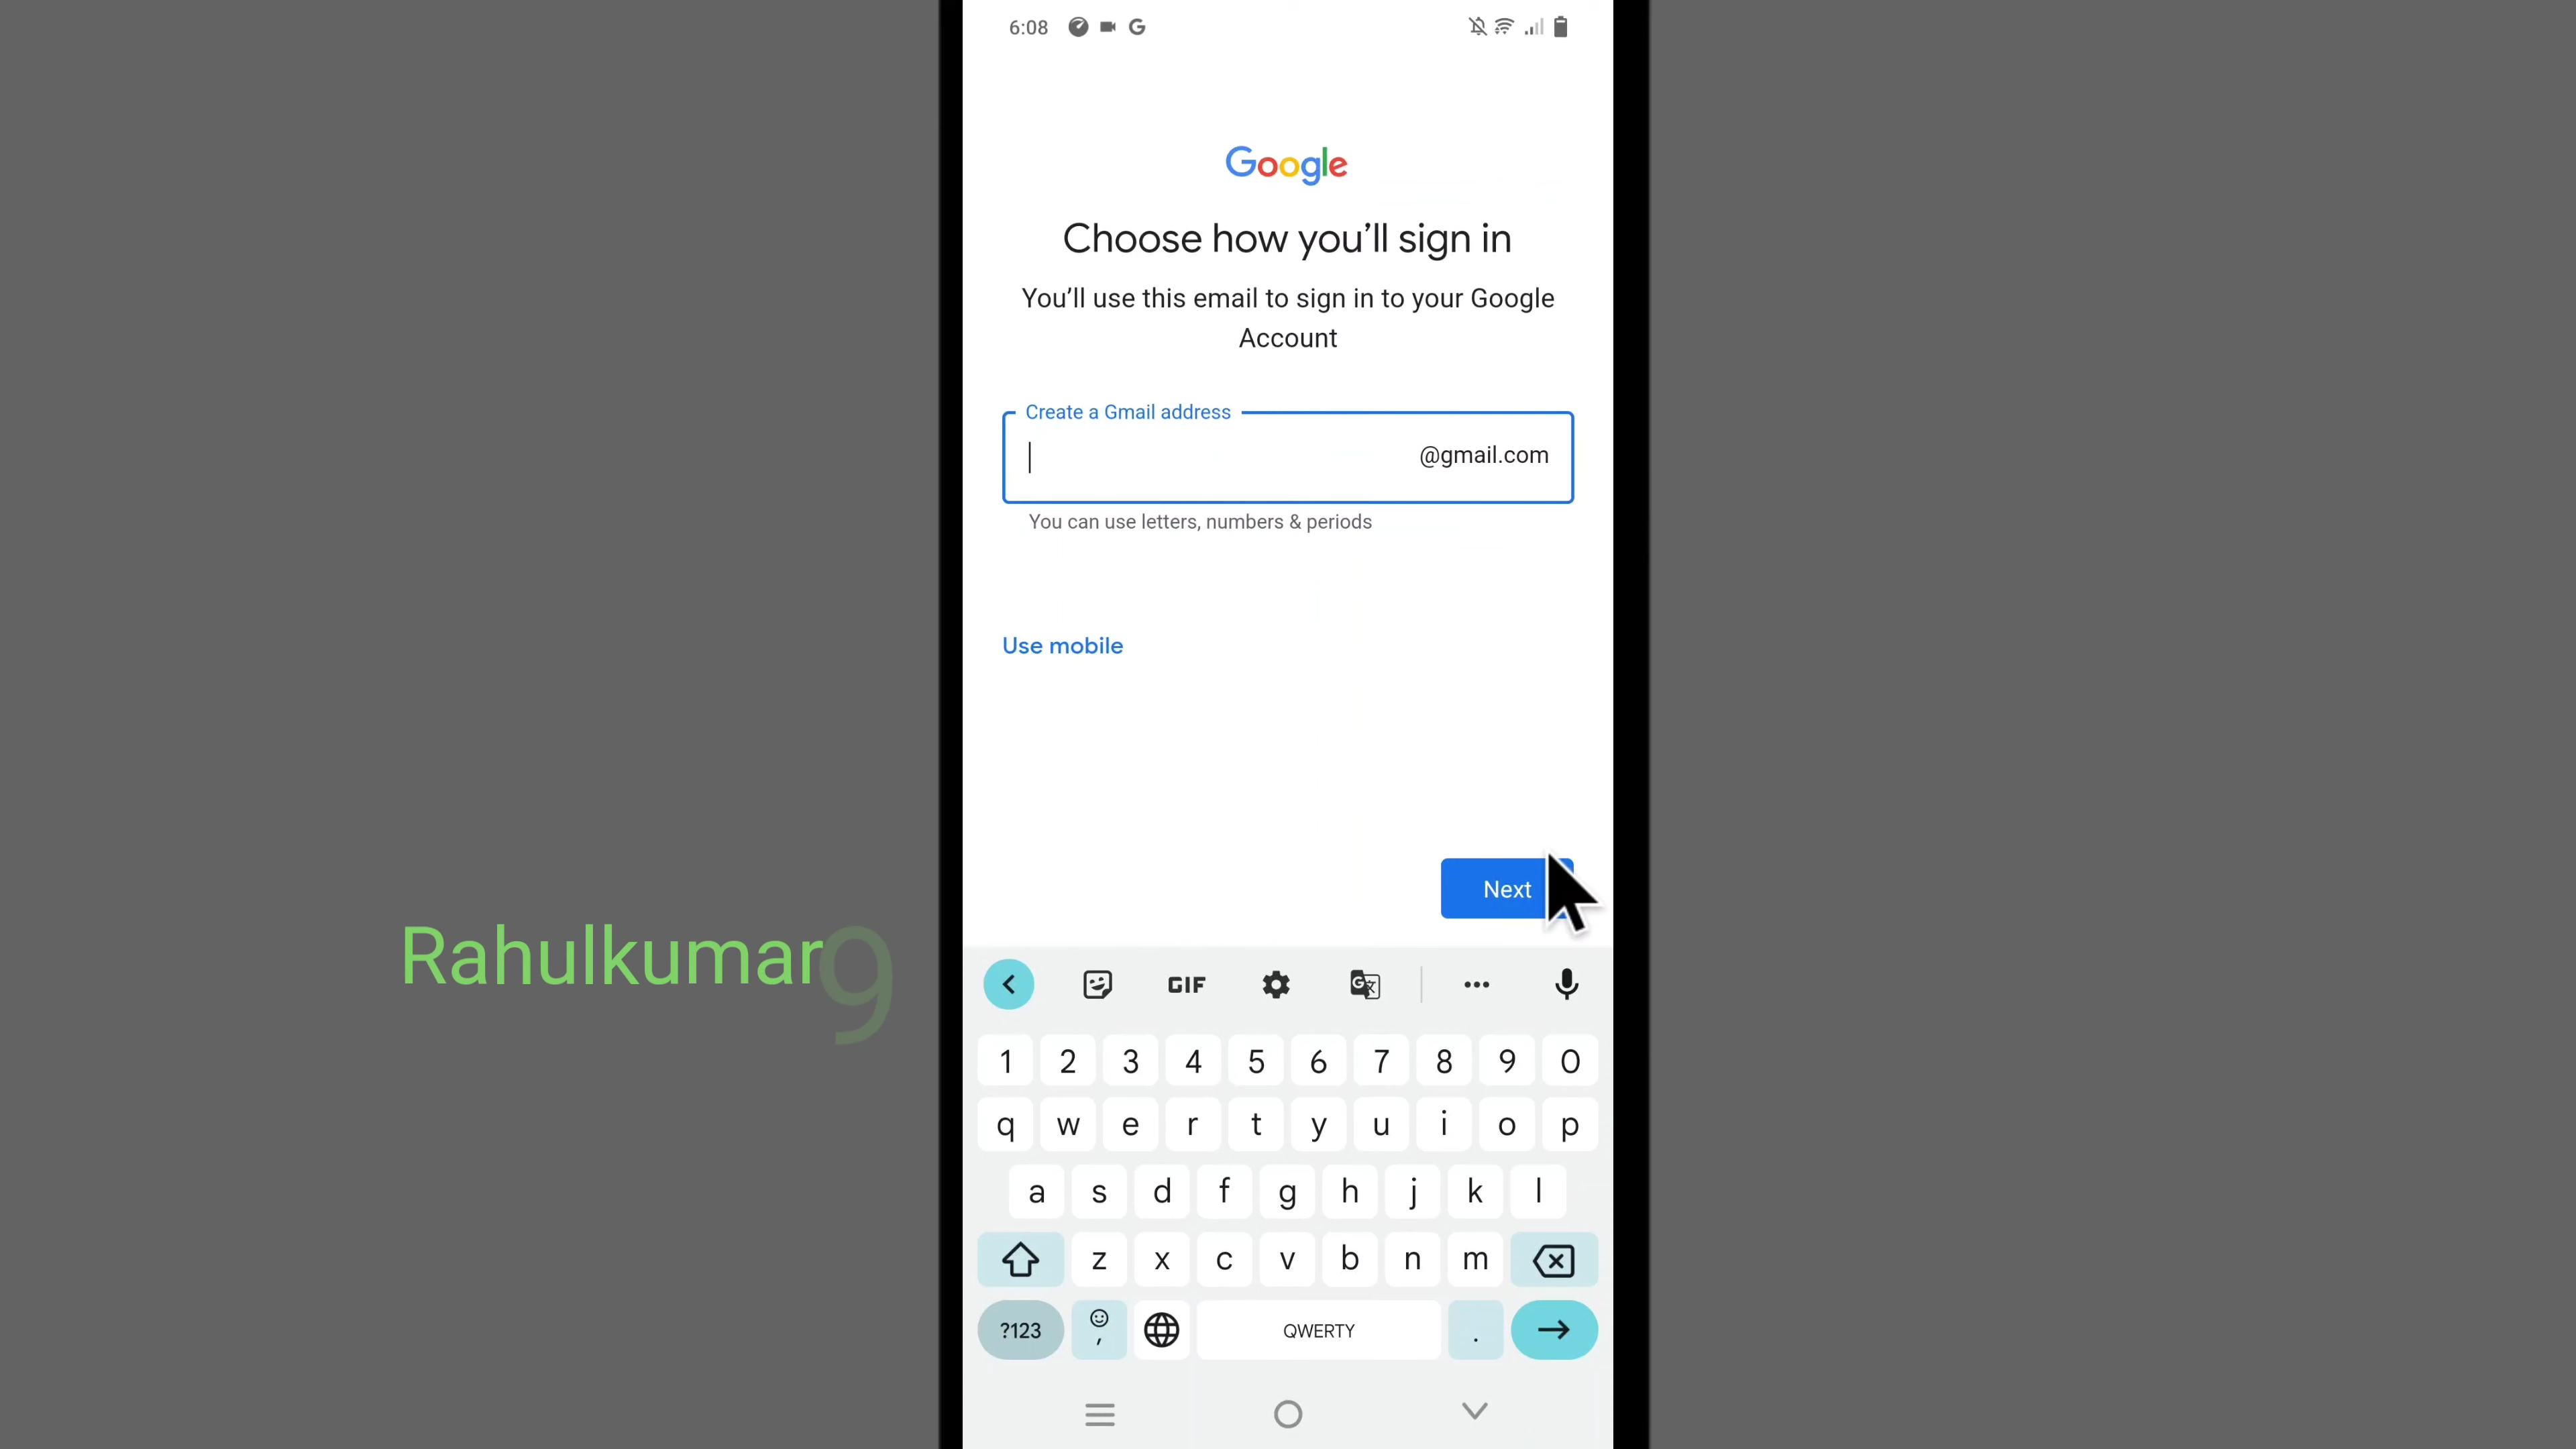 6:08
Google
Choose how you’ll sign in
You’ll use this email to sign in to your Google
Account
Create a Gmail address
@gmail.com
You can use letters, numbers & periods
Use mobile
Next
Rahulkumar9
GIF
1 2 3 4 5 6 7 8 9 0
q w e r t y u i o p
a s d f g h j k l
z x c v b n m
?123 , QWERTY .